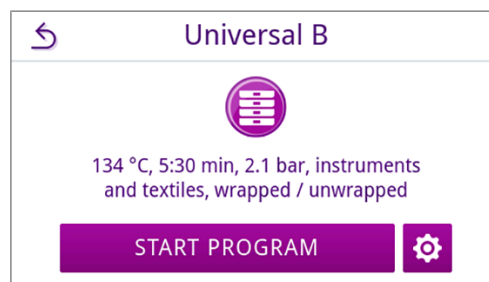 Universal B
134 °C, 5:30 min, 2.1 bar, instruments
and textiles, wrapped / unwrapped
START PROGRAM